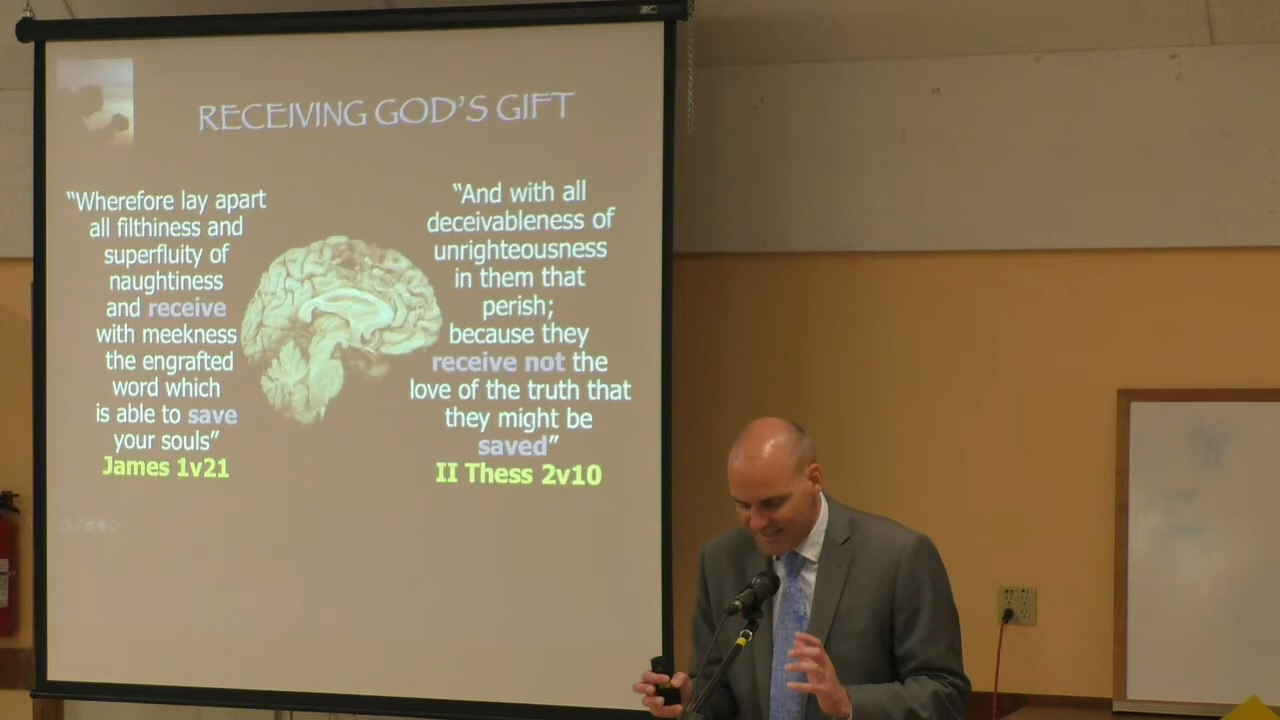 RECEIVING GOD'S GIFT
“Wherefore lay apart
all filthiness and
superfluity of
naughtiness
and receive
with meekness
the engrafted
word which
is able to save
your souls”
James 1v21
“And with all
deceivableness of
unrighteousness
in them that
perish;
because they
receive not the
love of the truth that
they might be
saved”
II Thess 2v10